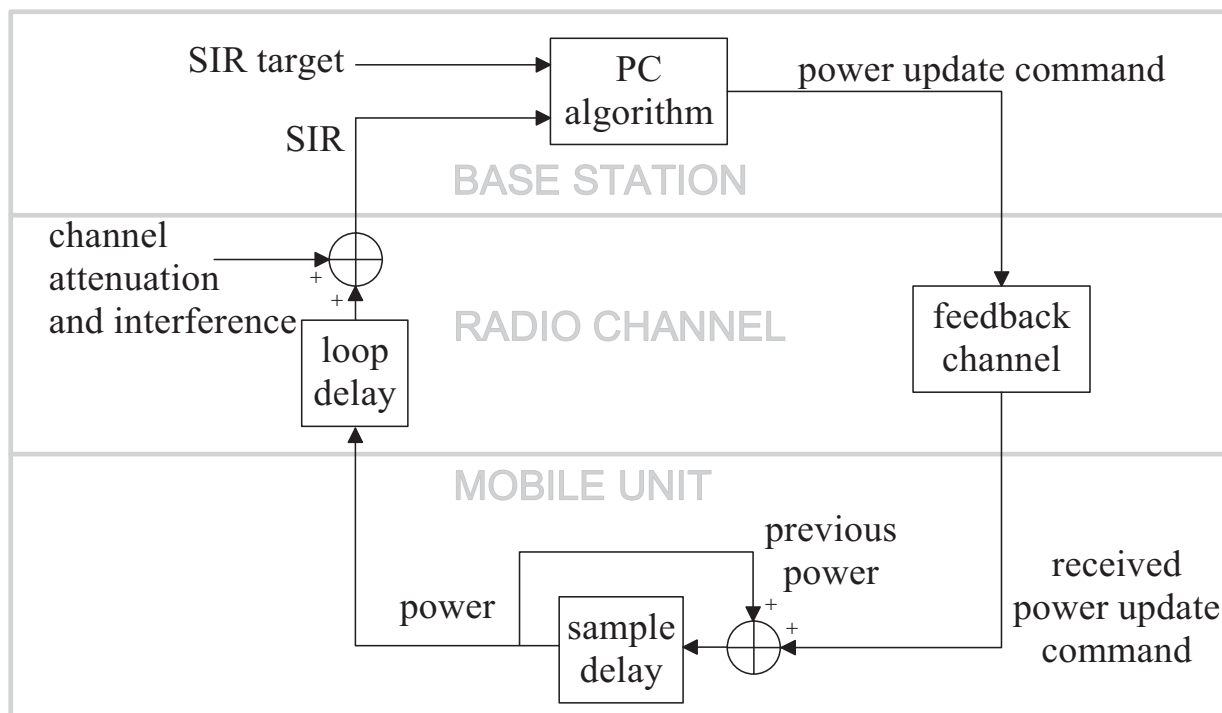 SIR target
PC
algorithm
power update command
SIR
BASE STATION
channel
attenuation
and interference
+
+
loop
delay
RADIO CHANNEL
feedback
channel
MOBILE UNIT
previous
power
received
power update
command
power
+
+
sample
delay